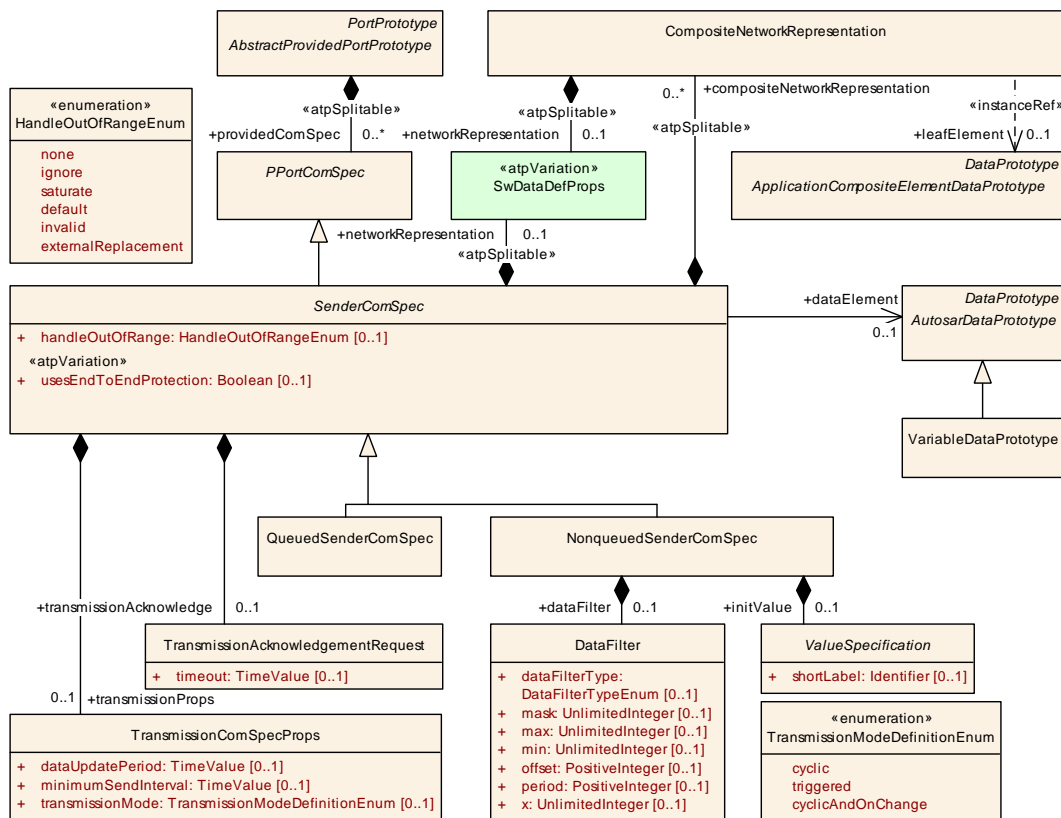 PortPrototype
AbstractProvidedPortPrototype
CompositeNetworkRepresentation
«enumeration»
HandleOutOfRangeEnum
none
ignore
saturate
default
invalid
externalReplacement
«atpSplitable»
+providedComSpec
0..*
«atpSplitable»
+networkRepresentation
0..1
0..*
+compositeNetworkRepresentation
«atpSplitable»
«instanceRef»
+leafElement
0..1
PPortComSpec
«atpVariation»
SwDataDefProps
DataPrototype
ApplicationCompositeElementDataPrototype
+networkRepresentation
0..1
«atpSplitable»
SenderComSpec
+ handleOutOfRange: HandleOutOfRangeEnum [0..1]
«atpVariation»
+ usesEndToEndProtection: Boolean [0..1]
+dataElement
0..1
DataPrototype
AutosarDataPrototype
VariableDataPrototype
QueuedSenderComSpec
NonqueuedSenderComSpec
+transmissionAcknowledge
0..1
+dataFilter
0..1
+initValue
0..1
TransmissionAcknowledgementRequest
+ timeout: TimeValue [0..1]
DataFilter
+ dataFilterType:
DataFilterTypeEnum [0..1]
+ mask: UnlimitedInteger [0..1]
+ max: UnlimitedInteger [0..1]
+ min: UnlimitedInteger [0..1]
+ offset: PositiveInteger [0..1]
+ period: PositiveInteger [0..1]
+ x: UnlimitedInteger [0..1]
ValueSpecification
+ shortLabel: Identifier [0..1]
0..1
+transmissionProps
TransmissionComSpecProps
+ dataUpdatePeriod: TimeValue [0..1]
+ minimumSendInterval: TimeValue [0..1]
+ transmissionMode: TransmissionModeDefinitionEnum [0..1]
«enumeration»
TransmissionModeDefinitionEnum
cyclic
triggered
cyclicAndOnChange